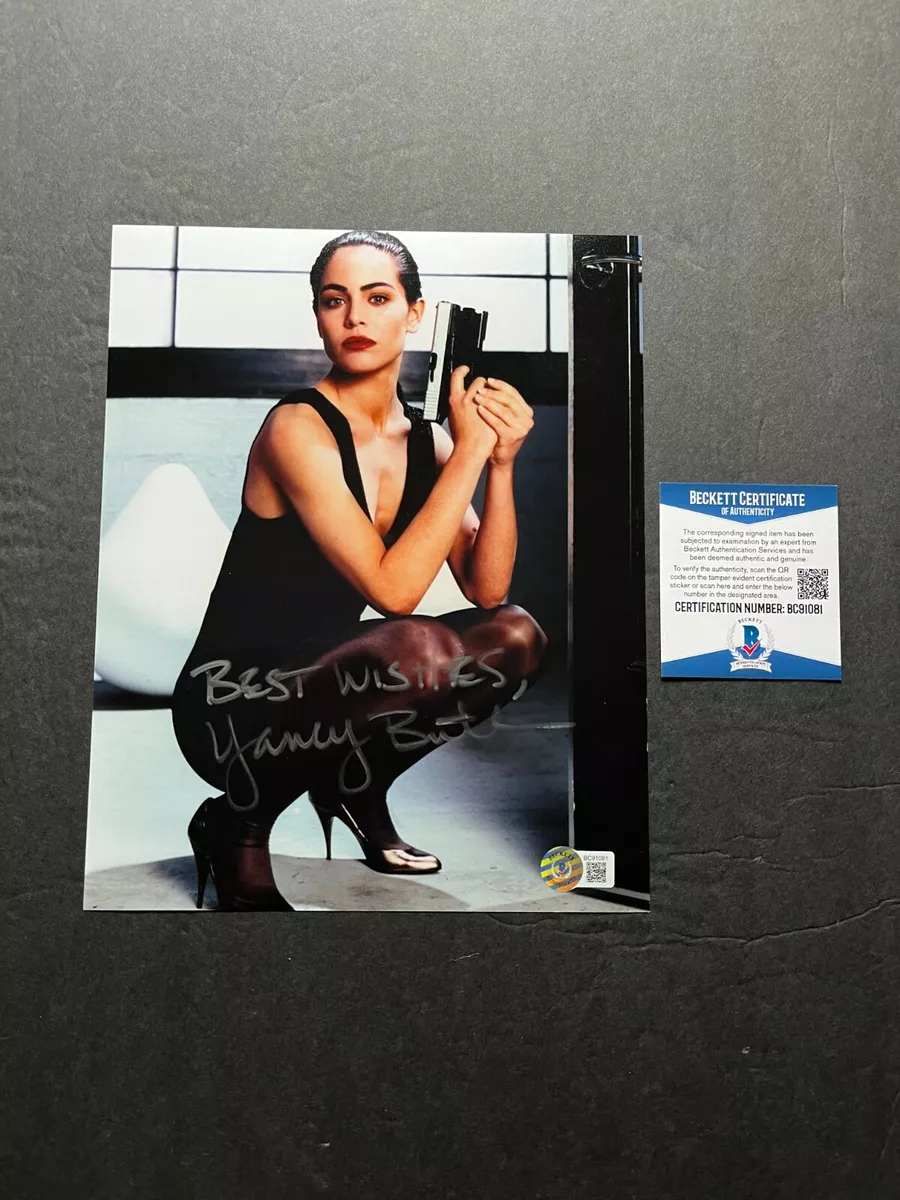 BEST WISHES,
Yancy Butl
BC91081
BECKETT CERTIFICATE
OF AUTHENTICITY
The corresponding signed item has been
subjected to examination by an expert from
Beckett Authentication Services and has
been deemed authentic and genuine.
To verify the authenticity, scan the QR
code on the tamper-evident certification
sticker or scan here and enter the below
number in the designated area.
CERTIFICATION NUMBER: BC91081
BECKETT
B
AUTHENTICATION
SERVICES